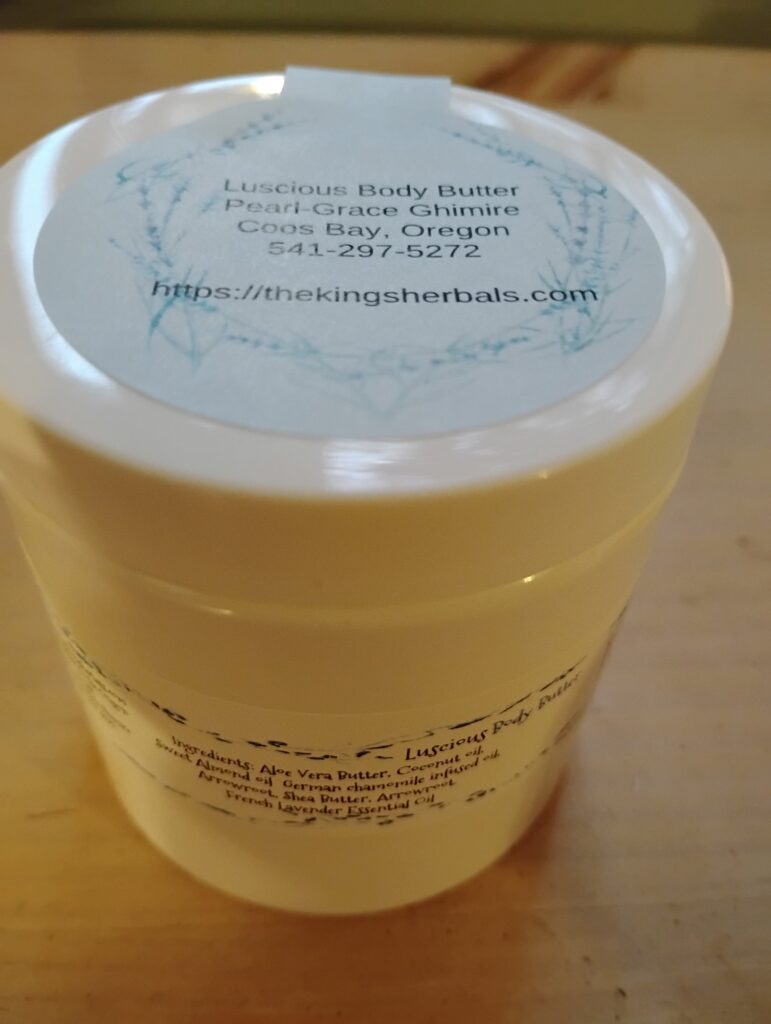 Luscious Body Butter
Pearl-Grace Ghimire
Coos Bay, Oregon
541-297-5272
https://thekingsherbals.com
Luscious Body Butter
Ingredients: Aloe Vera Butter, Coconut oil,
Sweet Almond oil German chamomile infused oil,
Arrowroot, Shea Butter, Arrowroot
French Lavender Essential Oil